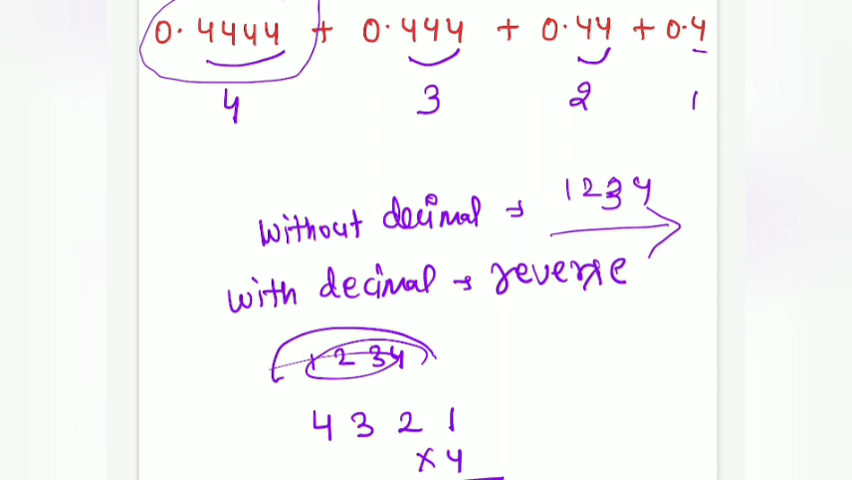 0.4444 + 0.444 + 0.44 + 0.4
4 3 2 1
without decimal → 1234
with decimal → reverse
1234
4321
×4